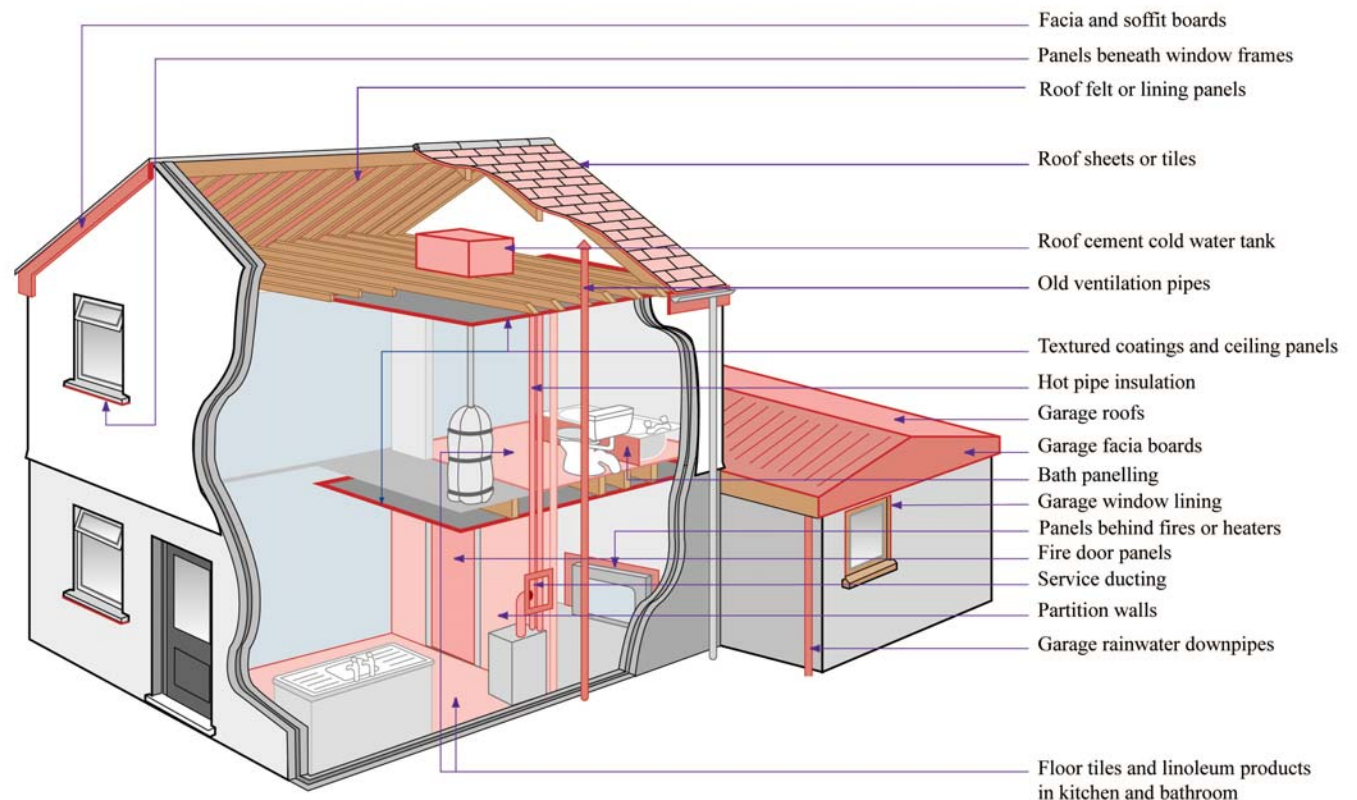 Facia and soffit boards
Panels beneath window frames
Roof felt or lining panels
Roof sheets or tiles
Roof cement cold water tank
Old ventilation pipes
Textured coatings and ceiling panels
Hot pipe insulation
Garage roofs
Garage facia boards
Bath panelling
Garage window lining
Panels behind fires or heaters
Fire door panels
Service ducting
Partition walls
Garage rainwater downpipes
Floor tiles and linoleum products
in kitchen and bathroom